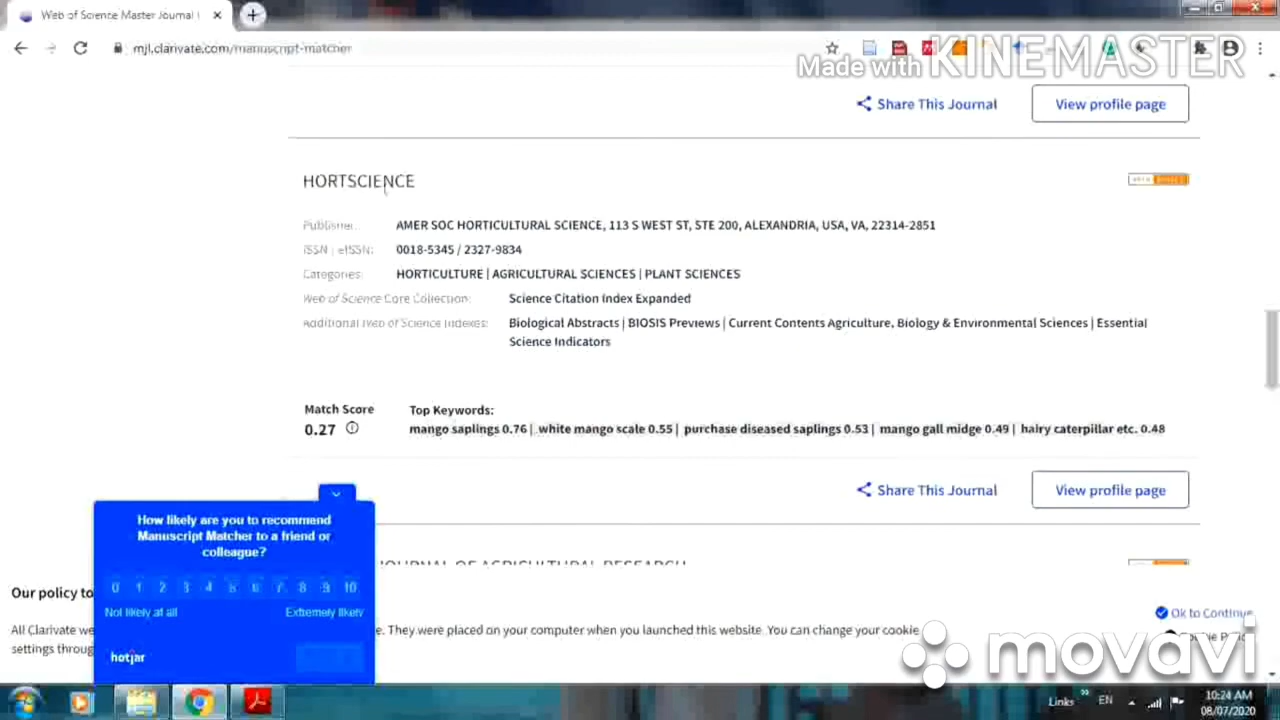 Web of Science Master Journal
mjl.clarivate.com/manuscript-matcher
Made with KINEMASTER
Share This Journal
View profile page
HORTSCIENCE
Publisher:
AMER SOC HORTICULTURAL SCIENCE, 113 S WEST ST, STE 200, ALEXANDRIA, USA, VA, 22314-2851
ISSN | eISSN:
0018-5345 / 2327-9834
Categories:
HORTICULTURE | AGRICULTURAL SCIENCES | PLANT SCIENCES
Web of Science Core Collection:
Science Citation Index Expanded
Additional Web of Science Indexes:
Biological Abstracts | BIOSIS Previews | Current Contents Agriculture, Biology & Environmental Sciences | Essential
Science Indicators
Match Score
Top Keywords:
0.27
mango saplings 0.76 | white mango scale 0.55 | purchase diseased saplings 0.53 | mango gall midge 0.49 | hairy caterpillar etc. 0.48
Share This Journal
View profile page
How likely are you to recommend
Manuscript Matcher to a friend or
colleague?
JOURNAL OF AGRICULTURAL RESEARCH
0 1 2 3 4 5 6 7 8 9 10
Not likely at all
Extremely likely
hotjar
Our policy to
Ok to Continue
All Clarivate we
e. They were placed on your computer when you launched this website. You can change your cookie
settings throug
movavi
Links
EN
10:24 AM
08/07/2020